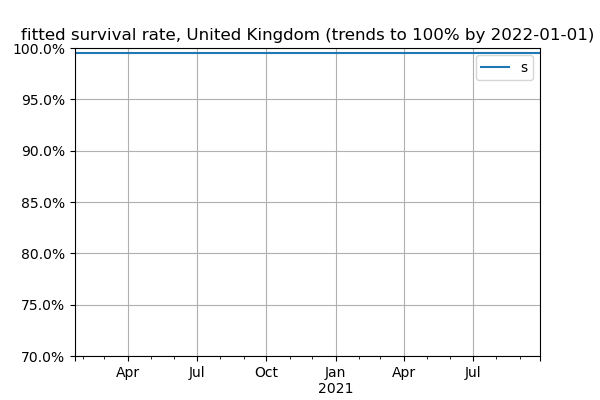 fitted survival rate, United Kingdom (trends to 100% by 2022-01-01)
100.0%
s
95.0%
90.0%
85.0%
80.0%
75.0%
70.0%
Apr Jul Oct Jan Apr Jul
2021